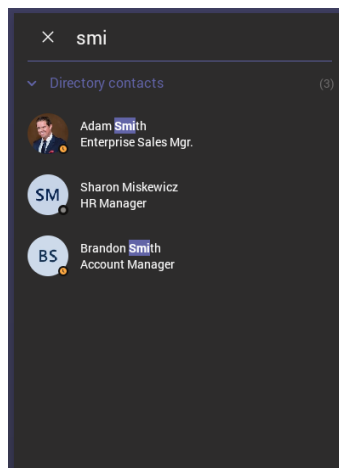 smi
Directory contacts (3)
Adam Smith
Enterprise Sales Mgr.
SM
Sharon Miskewicz
HR Manager
BS
Brandon Smith
Account Manager